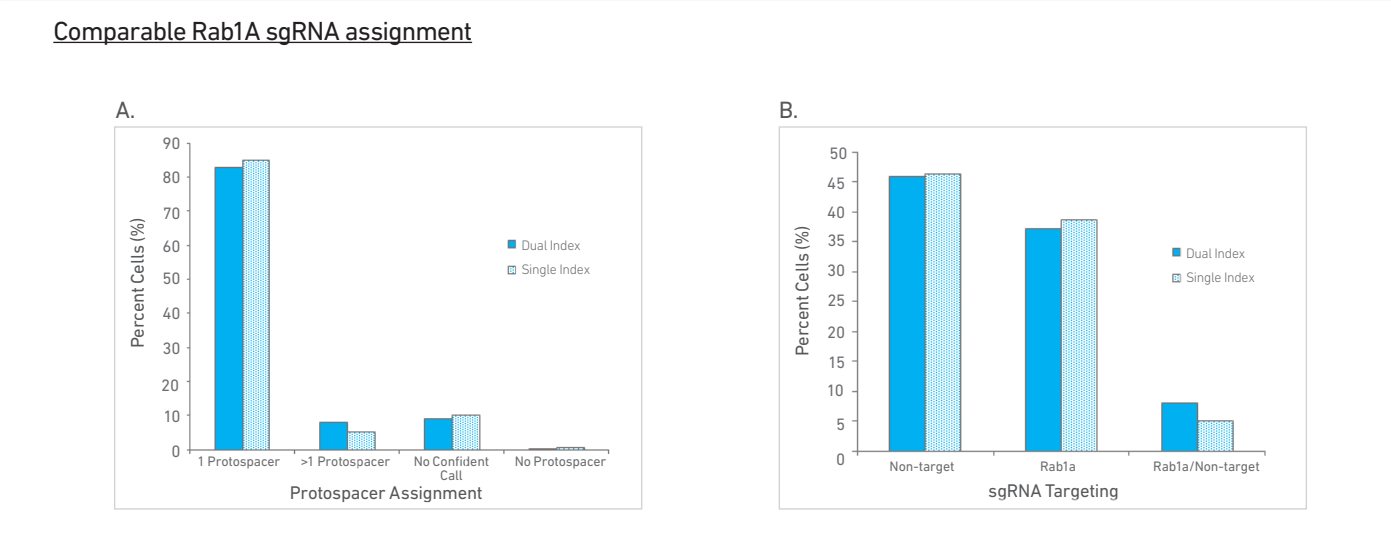 Comparable Rab1A sgRNA assignment
A.
90
80
70
60
50
40
30
20
10
0
Percent Cells (%)
Dual Index
Single Index
1 Protospacer
>1 Protospacer
No Confident
Call
No Protospacer
Protospacer Assignment
B.
50
45
40
35
30
25
20
15
10
5
0
Percent Cells (%)
Dual Index
Single Index
Non-target
Rab1a
Rab1a/Non-target
sgRNA Targeting